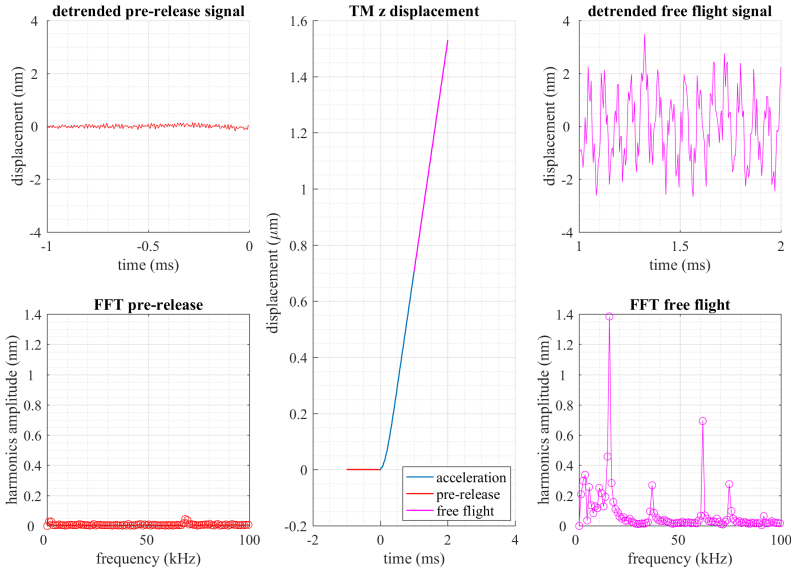 detrended pre-release signal
4
2
0
-2
-4
displacement (nm)
-1
-0.5
0
time (ms)
FFT pre-release
1.4
1.2
1
0.8
0.6
0.4
0.2
0
harmonics amplitude (nm)
0
50
100
frequency (kHz)
TM z displacement
1.6
1.4
1.2
1
0.8
0.6
0.4
0.2
0
-0.2
displacement (μm)
-2
0
2
4
time (ms)
acceleration
pre-release
free flight
detrended free flight signal
4
2
0
-2
-4
displacement (nm)
1
1.5
2
time (ms)
FFT free flight
1.4
1.2
1
0.8
0.6
0.4
0.2
0
harmonics amplitude (nm)
0
50
100
frequency (kHz)